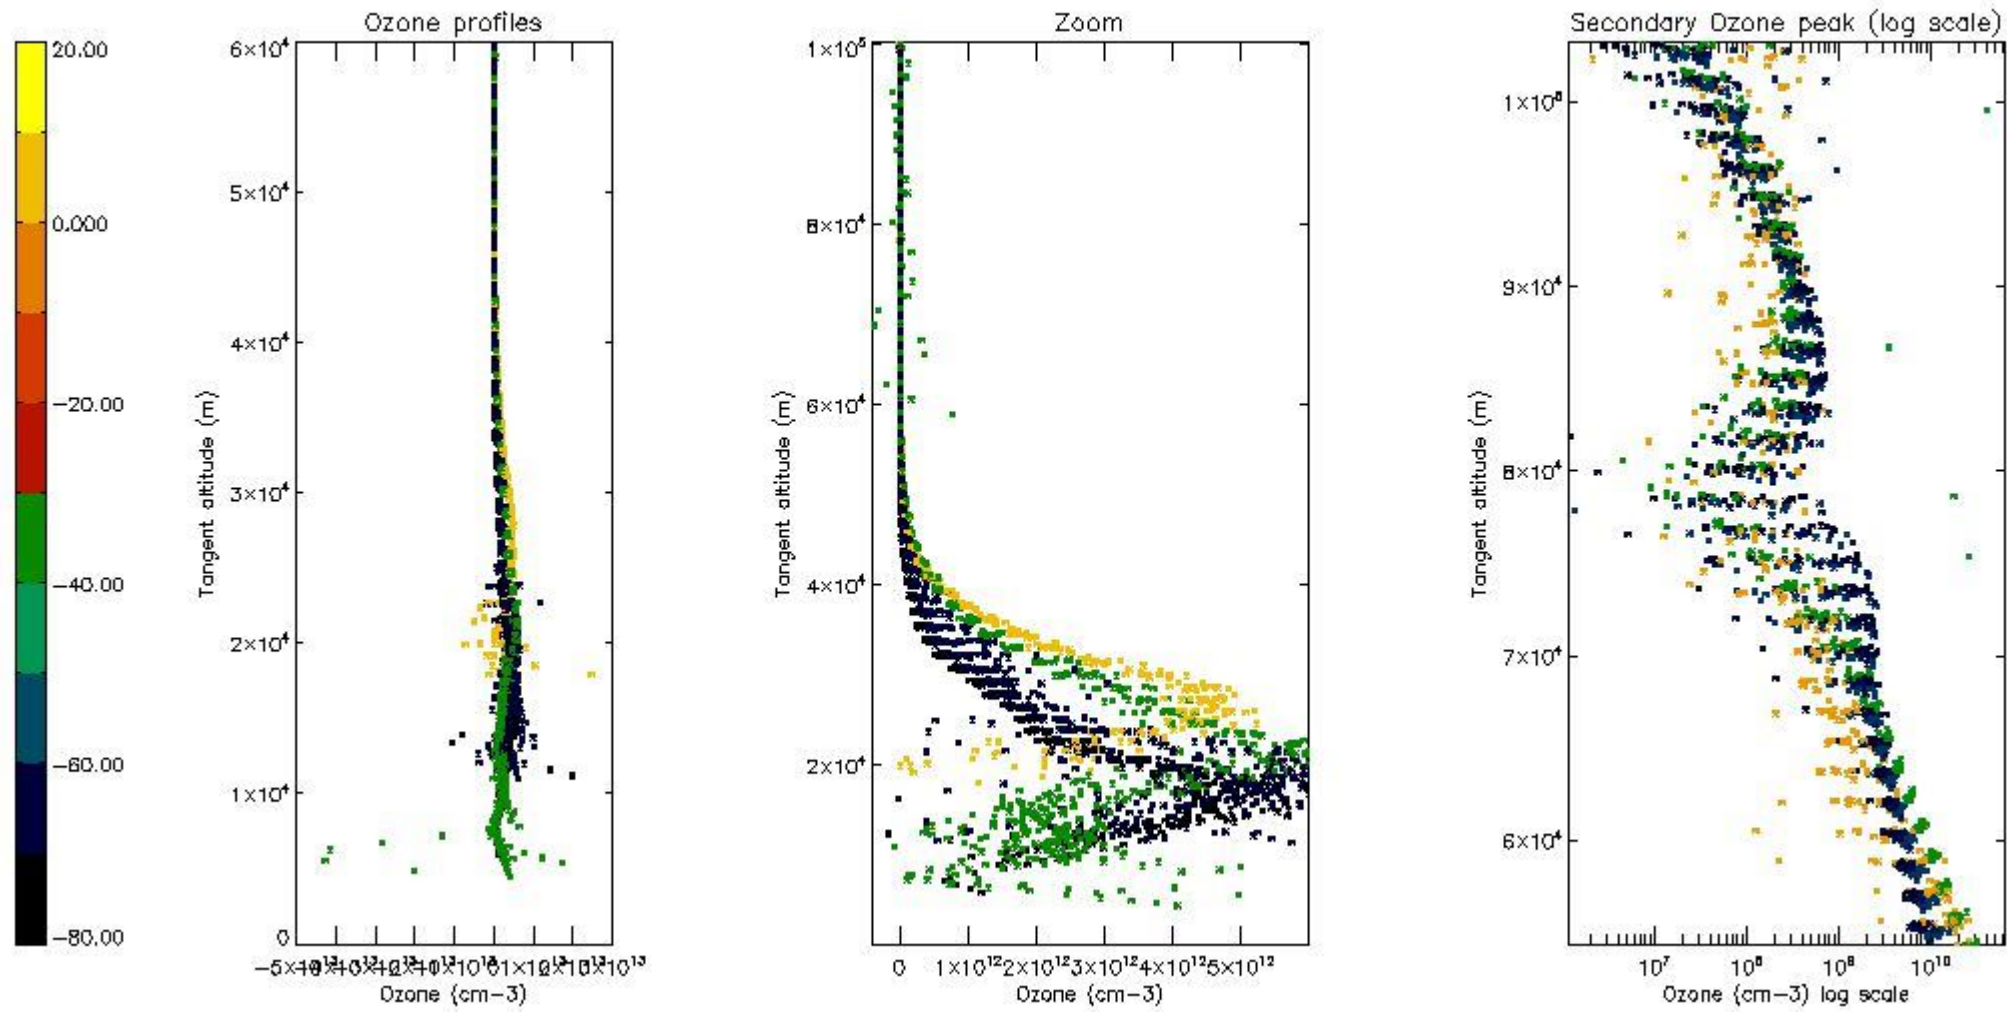 Ozone profiles
Zoom
Secondary Ozone peak (log scale)
20.00
0.000
−20.00
−40.00
−60.00
−80.00
6×10⁴
5×10⁴
4×10⁴
3×10⁴
2×10⁴
1×10⁴
0
Tangent altitude (m)
Ozone (cm−3)
1×10⁵
8×10⁴
6×10⁴
4×10⁴
2×10⁴
Tangent altitude (m)
0 1×10¹² 2×10¹² 3×10¹² 4×10¹² 5×10¹²
Ozone (cm−3)
9×10⁴
8×10⁴
7×10⁴
6×10⁴
Tangent altitude (m)
10⁷ 10⁸ 10⁹ 10¹⁰
Ozone (cm−3) log scale